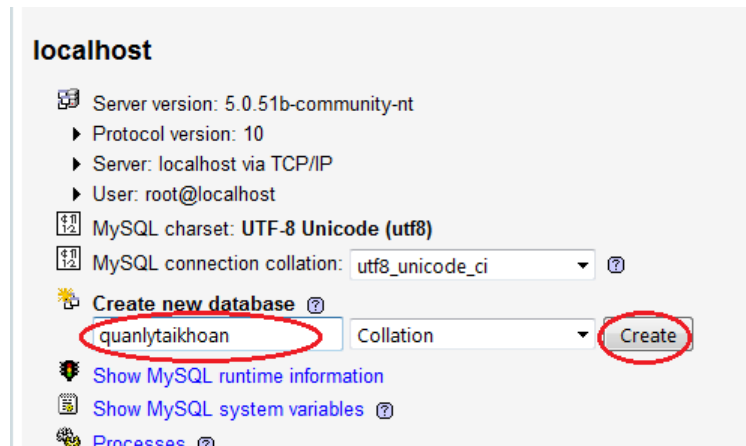 localhost
Server version: 5.0.51b-community-nt
Protocol version: 10
Server: localhost via TCP/IP
User: root@localhost
MySQL charset: UTF-8 Unicode (utf8)
MySQL connection collation: utf8_unicode_ci
Create new database
quanlytaikhoan Collation Create
Show MySQL runtime information
Show MySQL system variables
Processes